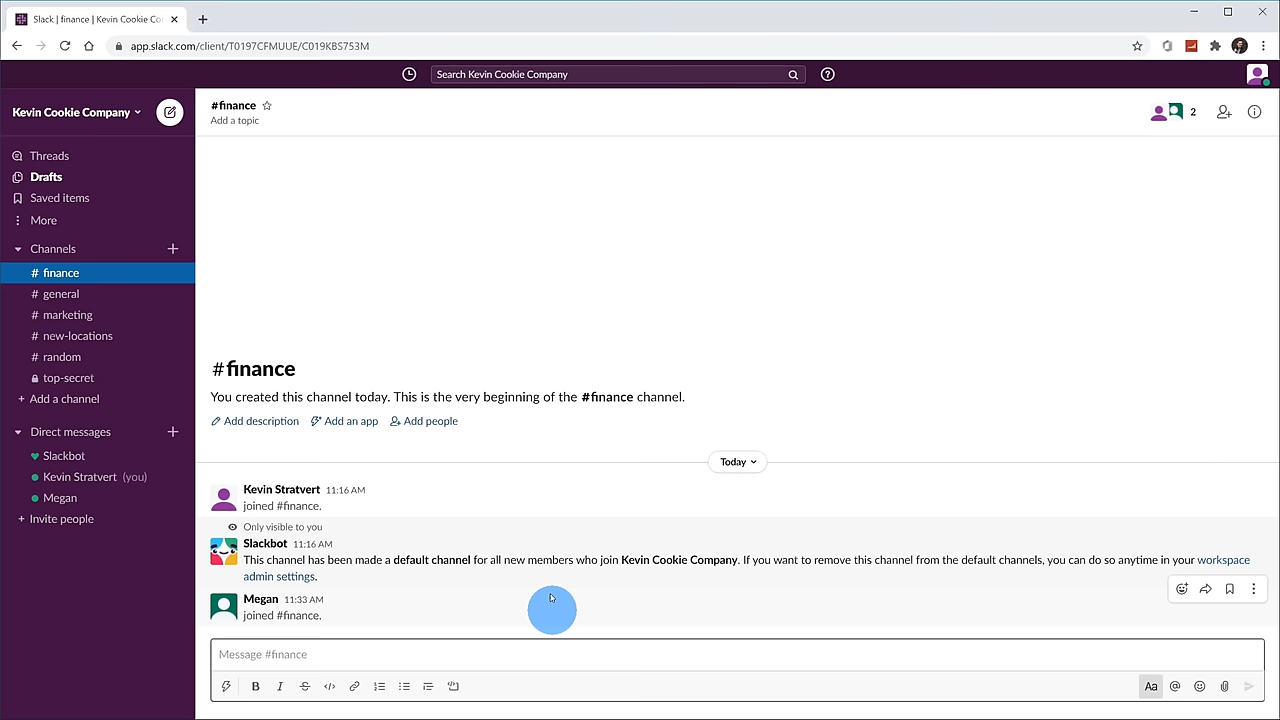 Slack | finance | Kevin Cookie Co
app.slack.com/client/T0197CFMUUE/C019KBS753M
Search Kevin Cookie Company
Kevin Cookie Company
Threads
Drafts
Saved items
More
Channels
# finance
# general
# marketing
# new-locations
# random
top-secret
+ Add a channel
Direct messages
Slackbot
Kevin Stratvert (you)
Megan
+ Invite people
#finance
Add a topic
2
#finance
You created this channel today. This is the very beginning of the #finance channel.
Add description Add an app Add people
Today
Kevin Stratvert 11:16 AM
joined #finance.
Only visible to you
Slackbot 11:16 AM
This channel has been made a default channel for all new members who join Kevin Cookie Company. If you want to remove this channel from the default channels, you can do so anytime in your workspace
admin settings.
Megan 11:33 AM
joined #finance.
Message #finance
B I S </> Aa @